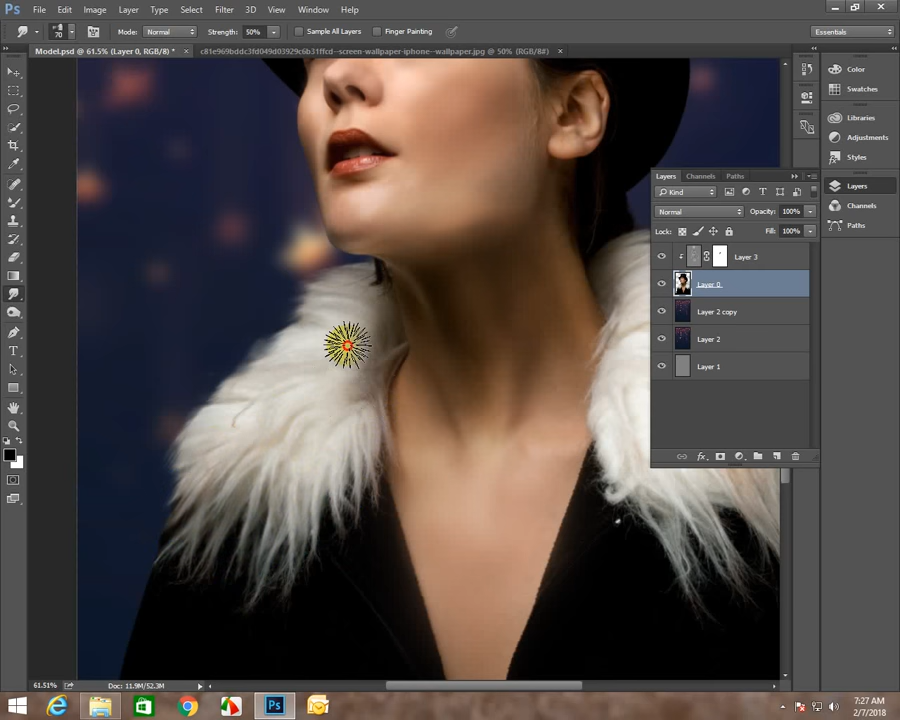 Ps File Edit Image Layer Type Select Filter 3D View Window Help
70 Mode: Normal Strength: 50% Sample All Layers Finger Painting Essentials
Model.psd @ 61.5% (Layer 0, RGB/8) * × c81e969bddc3fd049d03929c6b31ffcd--screen-wallpaper-iphone--wallpaper.jpg @ 50% (RGB/8#) ×
Color
Swatches
Libraries
Adjustments
Styles
Layers
Channels
Paths
Layers Channels Paths
Kind
Normal Opacity: 100%
Lock: Fill: 100%
Layer 3
Layer 0
Layer 2 copy
Layer 2
Layer 1
fx
61.51% Doc: 11.9M/52.3M
Ps
7:27 AM
2/7/2018